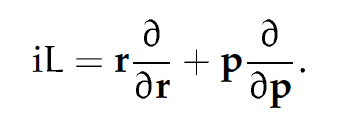 iL = r ∂/∂r + p ∂/∂p.